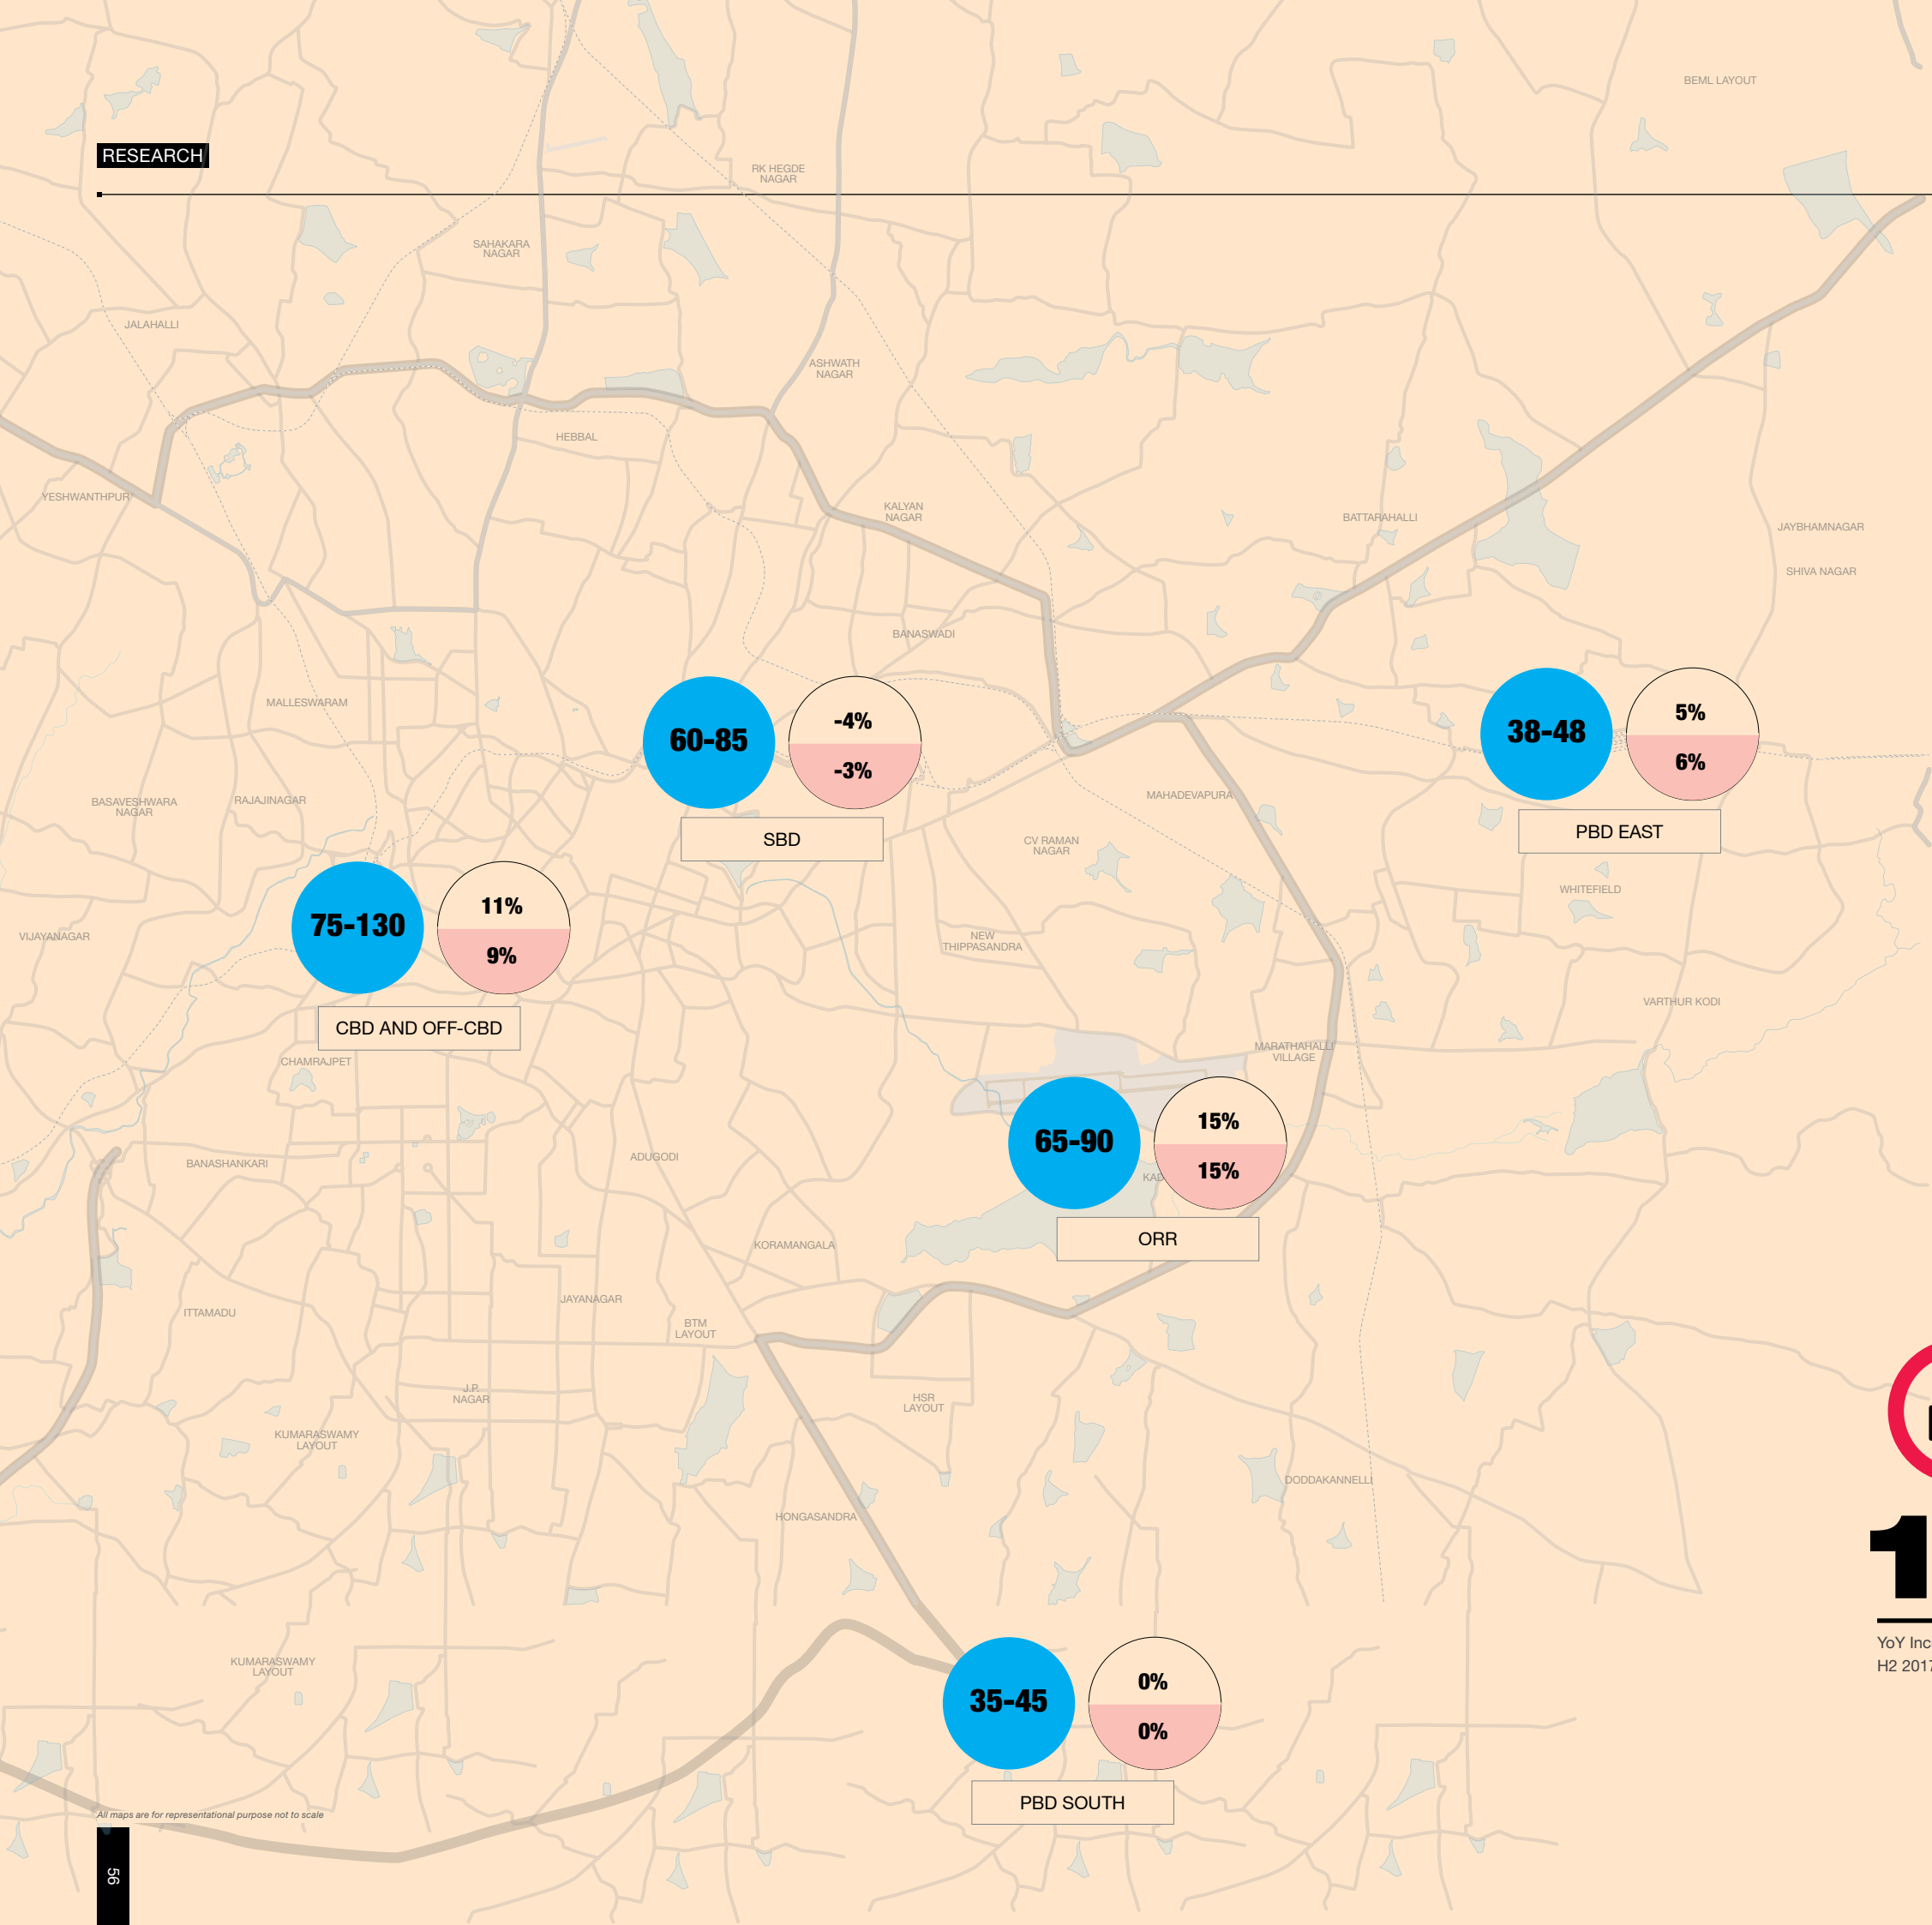 BEML LAYOUT
RESEARCH
RK HEGDE
NAGAR
SAHAKARA
NAGAR
JALAHALLI
ASHWATH
NAGAR
HEBBAL
YESHWANTHPUR
KALYAN
NAGAR
BATTARAHALLI
JAYBHAMNAGAR
SHIVA NAGAR
BANASWADI
MALLESWARAM
60-85
-4%
-3%
SBD
38-48
5%
6%
PBD EAST
BASAVESHWARA
NAGAR
RAJAJINAGAR
MAHADEVAPURA
CV RAMAN
NAGAR
WHITEFIELD
75-130
11%
9%
CBD AND OFF-CBD
VIJAYANAGAR
NEW
THIPPASANDRA
VARTHUR KODI
CHAMRAJPET
MARATHAHALLI
VILLAGE
65-90
15%
15%
ORR
KAD
BANASHANKARI
ADUGODI
KORAMANGALA
ITTAMADU
JAYANAGAR
BTM
LAYOUT
J.P.
NAGAR
HSR
LAYOUT
KUMARASWAMY
LAYOUT
DODDAKANNELLI
HONGASANDRA
1
YoY Inc
H2 2017
KUMARASWAMY
LAYOUT
35-45
0%
0%
PBD SOUTH
All maps are for representational purpose not to scale
56